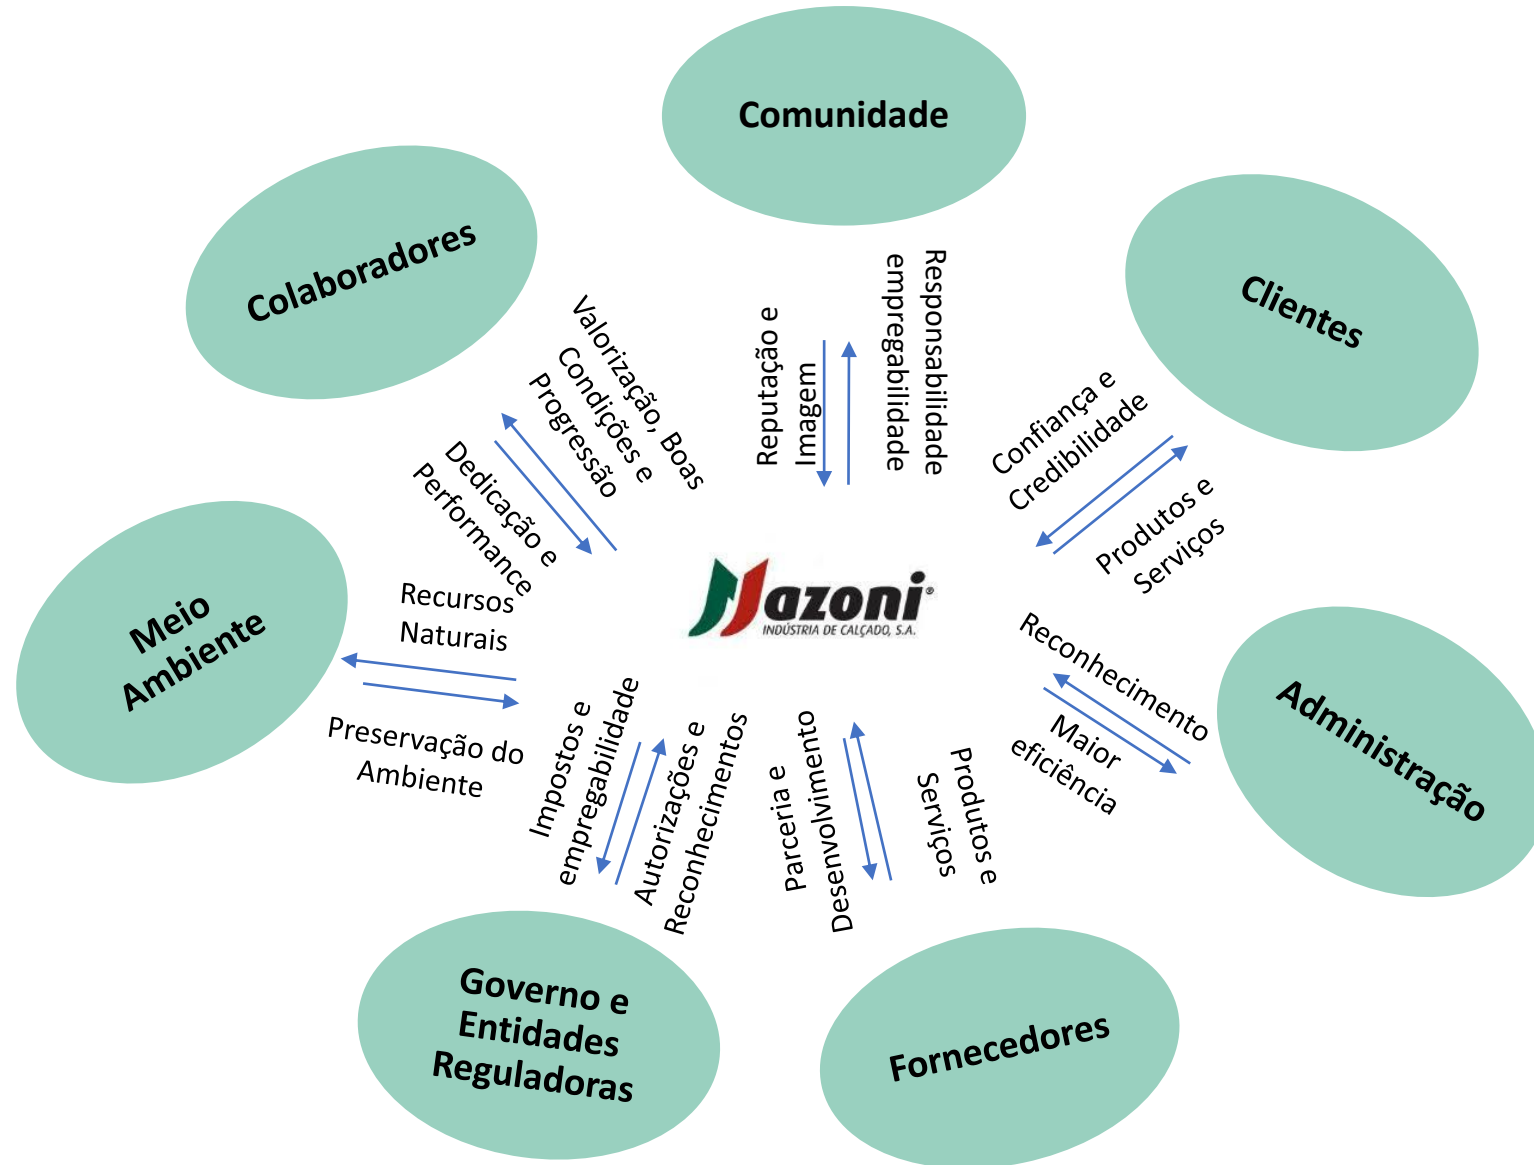 Comunidade
Colaboradores
Clientes
Valorização, Boas
Condições e
Progressão
Dedicação e
Performance
Reputação e
Imagem
Responsabilidade
empregabilidade
Confiança e
Credibilidade
Produtos e
Serviços
Meio
Ambiente
Recursos
Naturais
Preservação do
Ambiente
azoni®
INDÚSTRIA DE CALÇADO, S.A.
Reconhecimento
Maior
eficiência
Administração
Impostos e
empregabilidade
Autorizações e
Reconhecimentos
Parceria e
Desenvolvimento
Produtos e
Serviços
Governo e
Entidades
Reguladoras
Fornecedores